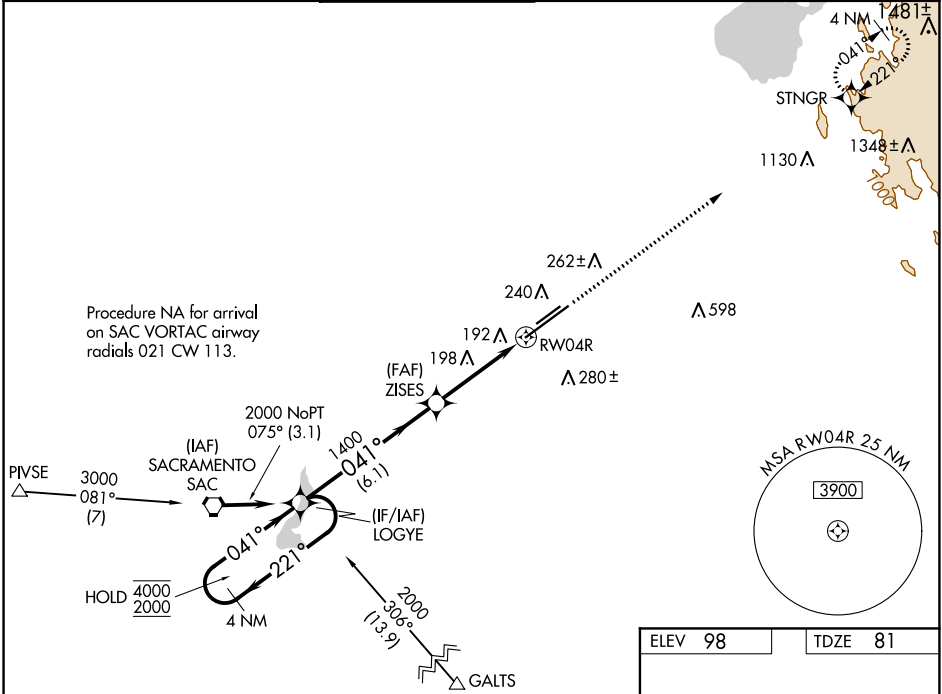 1481±
4 NM
041°
221°
STNGR
1130
1348±
1000
262±
240
598
192
RW04R
198
280±
Procedure NA for arrival
on SAC VORTAC airway
radials 021 CW 113.
(FAF)
ZISES
2000 NoPT
075° (3.1)
1400
041°
(6.1)
(IAF)
SACRAMENTO
SAC
PIVSE
3000
081°
(7)
(IF/IAF)
LOGYE
041°
221°
HOLD 4000
2000
4 NM
2000
306°
(13.9)
GALTS
MSA RW04R 25 NM
3900
ELEV 98
TDZE 81